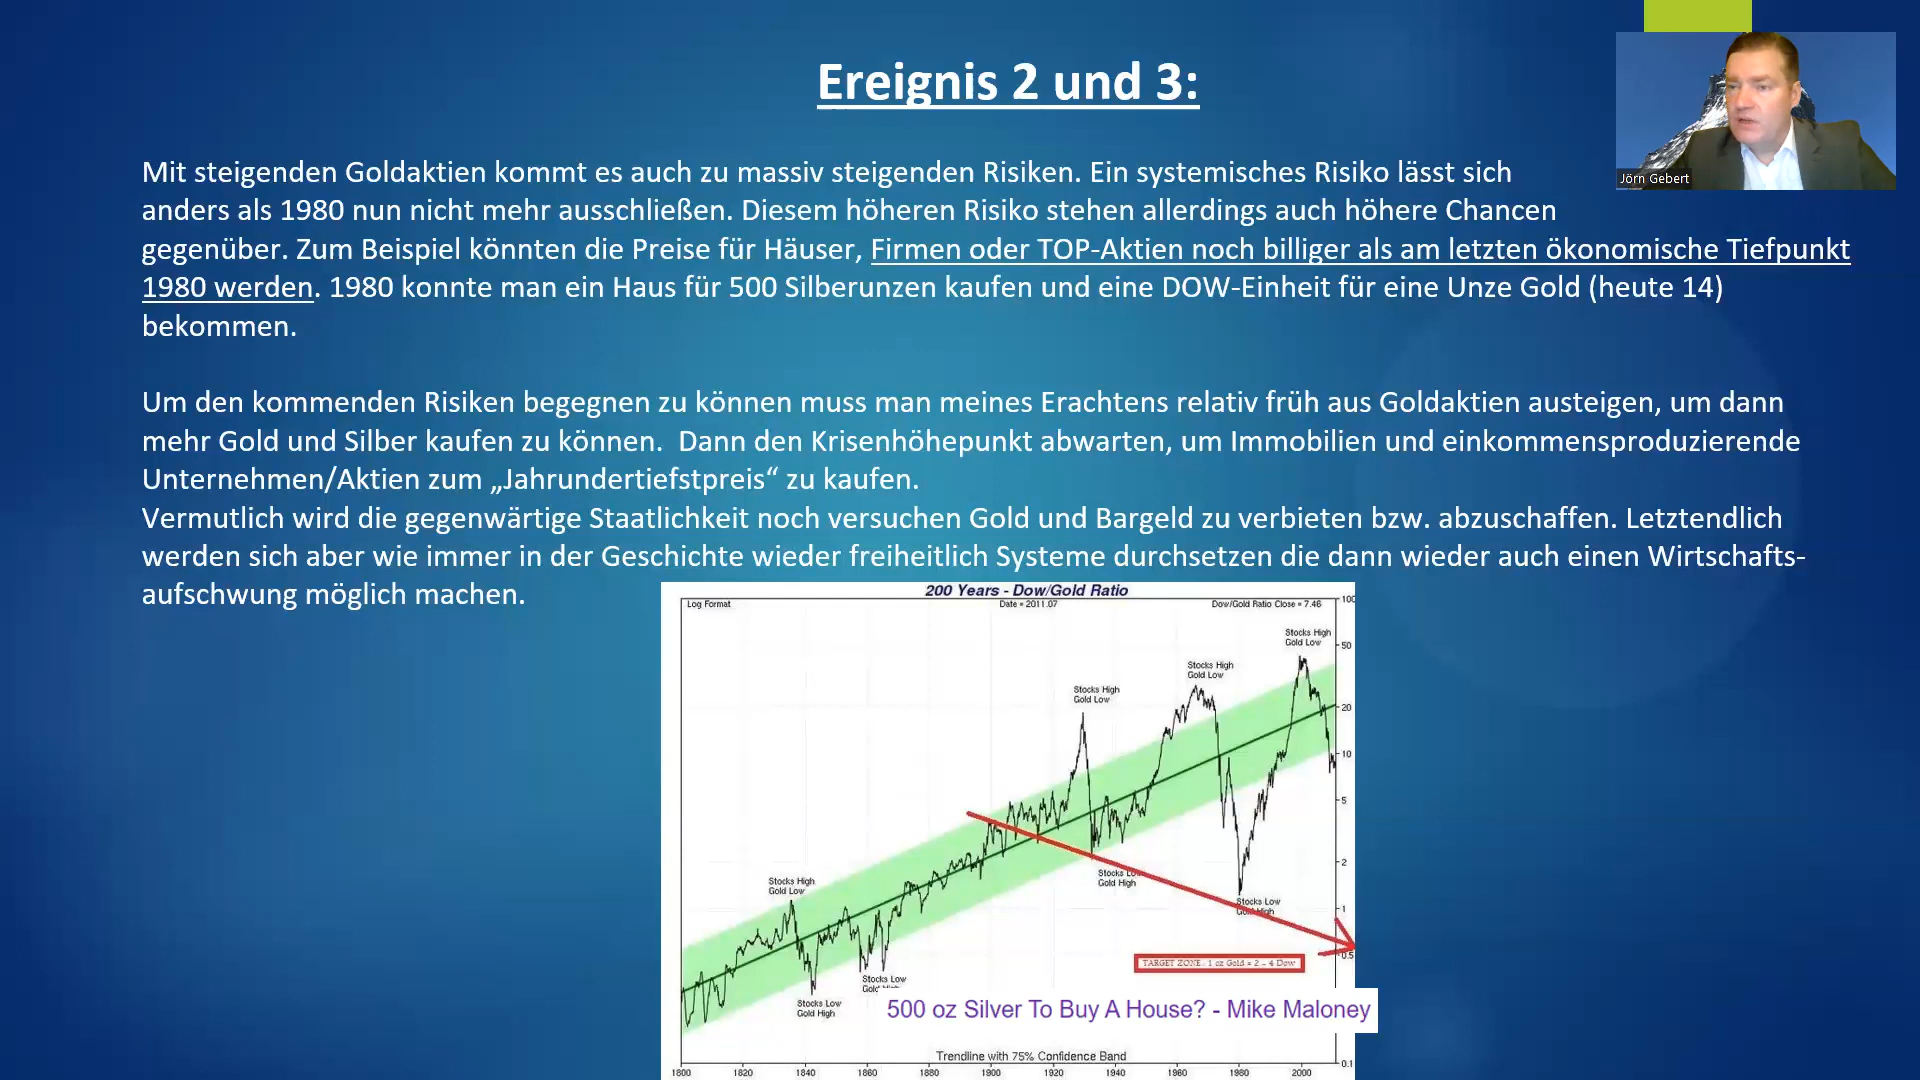 Ereignis 2 und 3:
Jörn Gebert
Mit steigenden Goldaktien kommt es auch zu massiv steigenden Risiken. Ein systemisches Risiko lässt sich
anders als 1980 nun nicht mehr ausschließen. Diesem höheren Risiko stehen allerdings auch höhere Chancen
gegenüber. Zum Beispiel könnten die Preise für Häuser, Firmen oder TOP-Aktien noch billiger als am letzten ökonomische Tiefpunkt
1980 werden. 1980 konnte man ein Haus für 500 Silberunzen kaufen und eine DOW-Einheit für eine Unze Gold (heute 14)
bekommen.
Um den kommenden Risiken begegnen zu können muss man meines Erachtens relativ früh aus Goldaktien austeigen, um dann
mehr Gold und Silber kaufen zu können. Dann den Krisenhöhepunkt abwarten, um Immobilien und einkommensproduzierende
Unternehmen/Aktien zum „Jahrundertiefstpreis“ zu kaufen.
Vermutlich wird die gegenwärtige Staatlichkeit noch versuchen Gold und Bargeld zu verbieten bzw. abzuschaffen. Letztendlich
werden sich aber wie immer in der Geschichte wieder freiheitlich Systeme durchsetzen die dann wieder auch einen Wirtschafts-
aufschwung möglich machen.
200 Years - Dow/Gold Ratio
Log Format
Date = 2011.07
Dow/Gold Ratio Close = 7.46
100
Stocks High
Gold Low
50
Stocks High
Gold Low
Stocks High
Gold Low
20
10
5
2
Stocks Low
Gold High
Stocks High
Gold Low
Stocks Low
Gold High
1
0.5
TARGET ZONE : 1 oz Gold = 2 - 4 Dow
Stocks Low
Gold High
Stocks Low
Gold High
500 oz Silver To Buy A House? - Mike Maloney
Trendline with 75% Confidence Band
0.1
1800 1820 1840 1860 1880 1900 1920 1940 1960 1980 2000